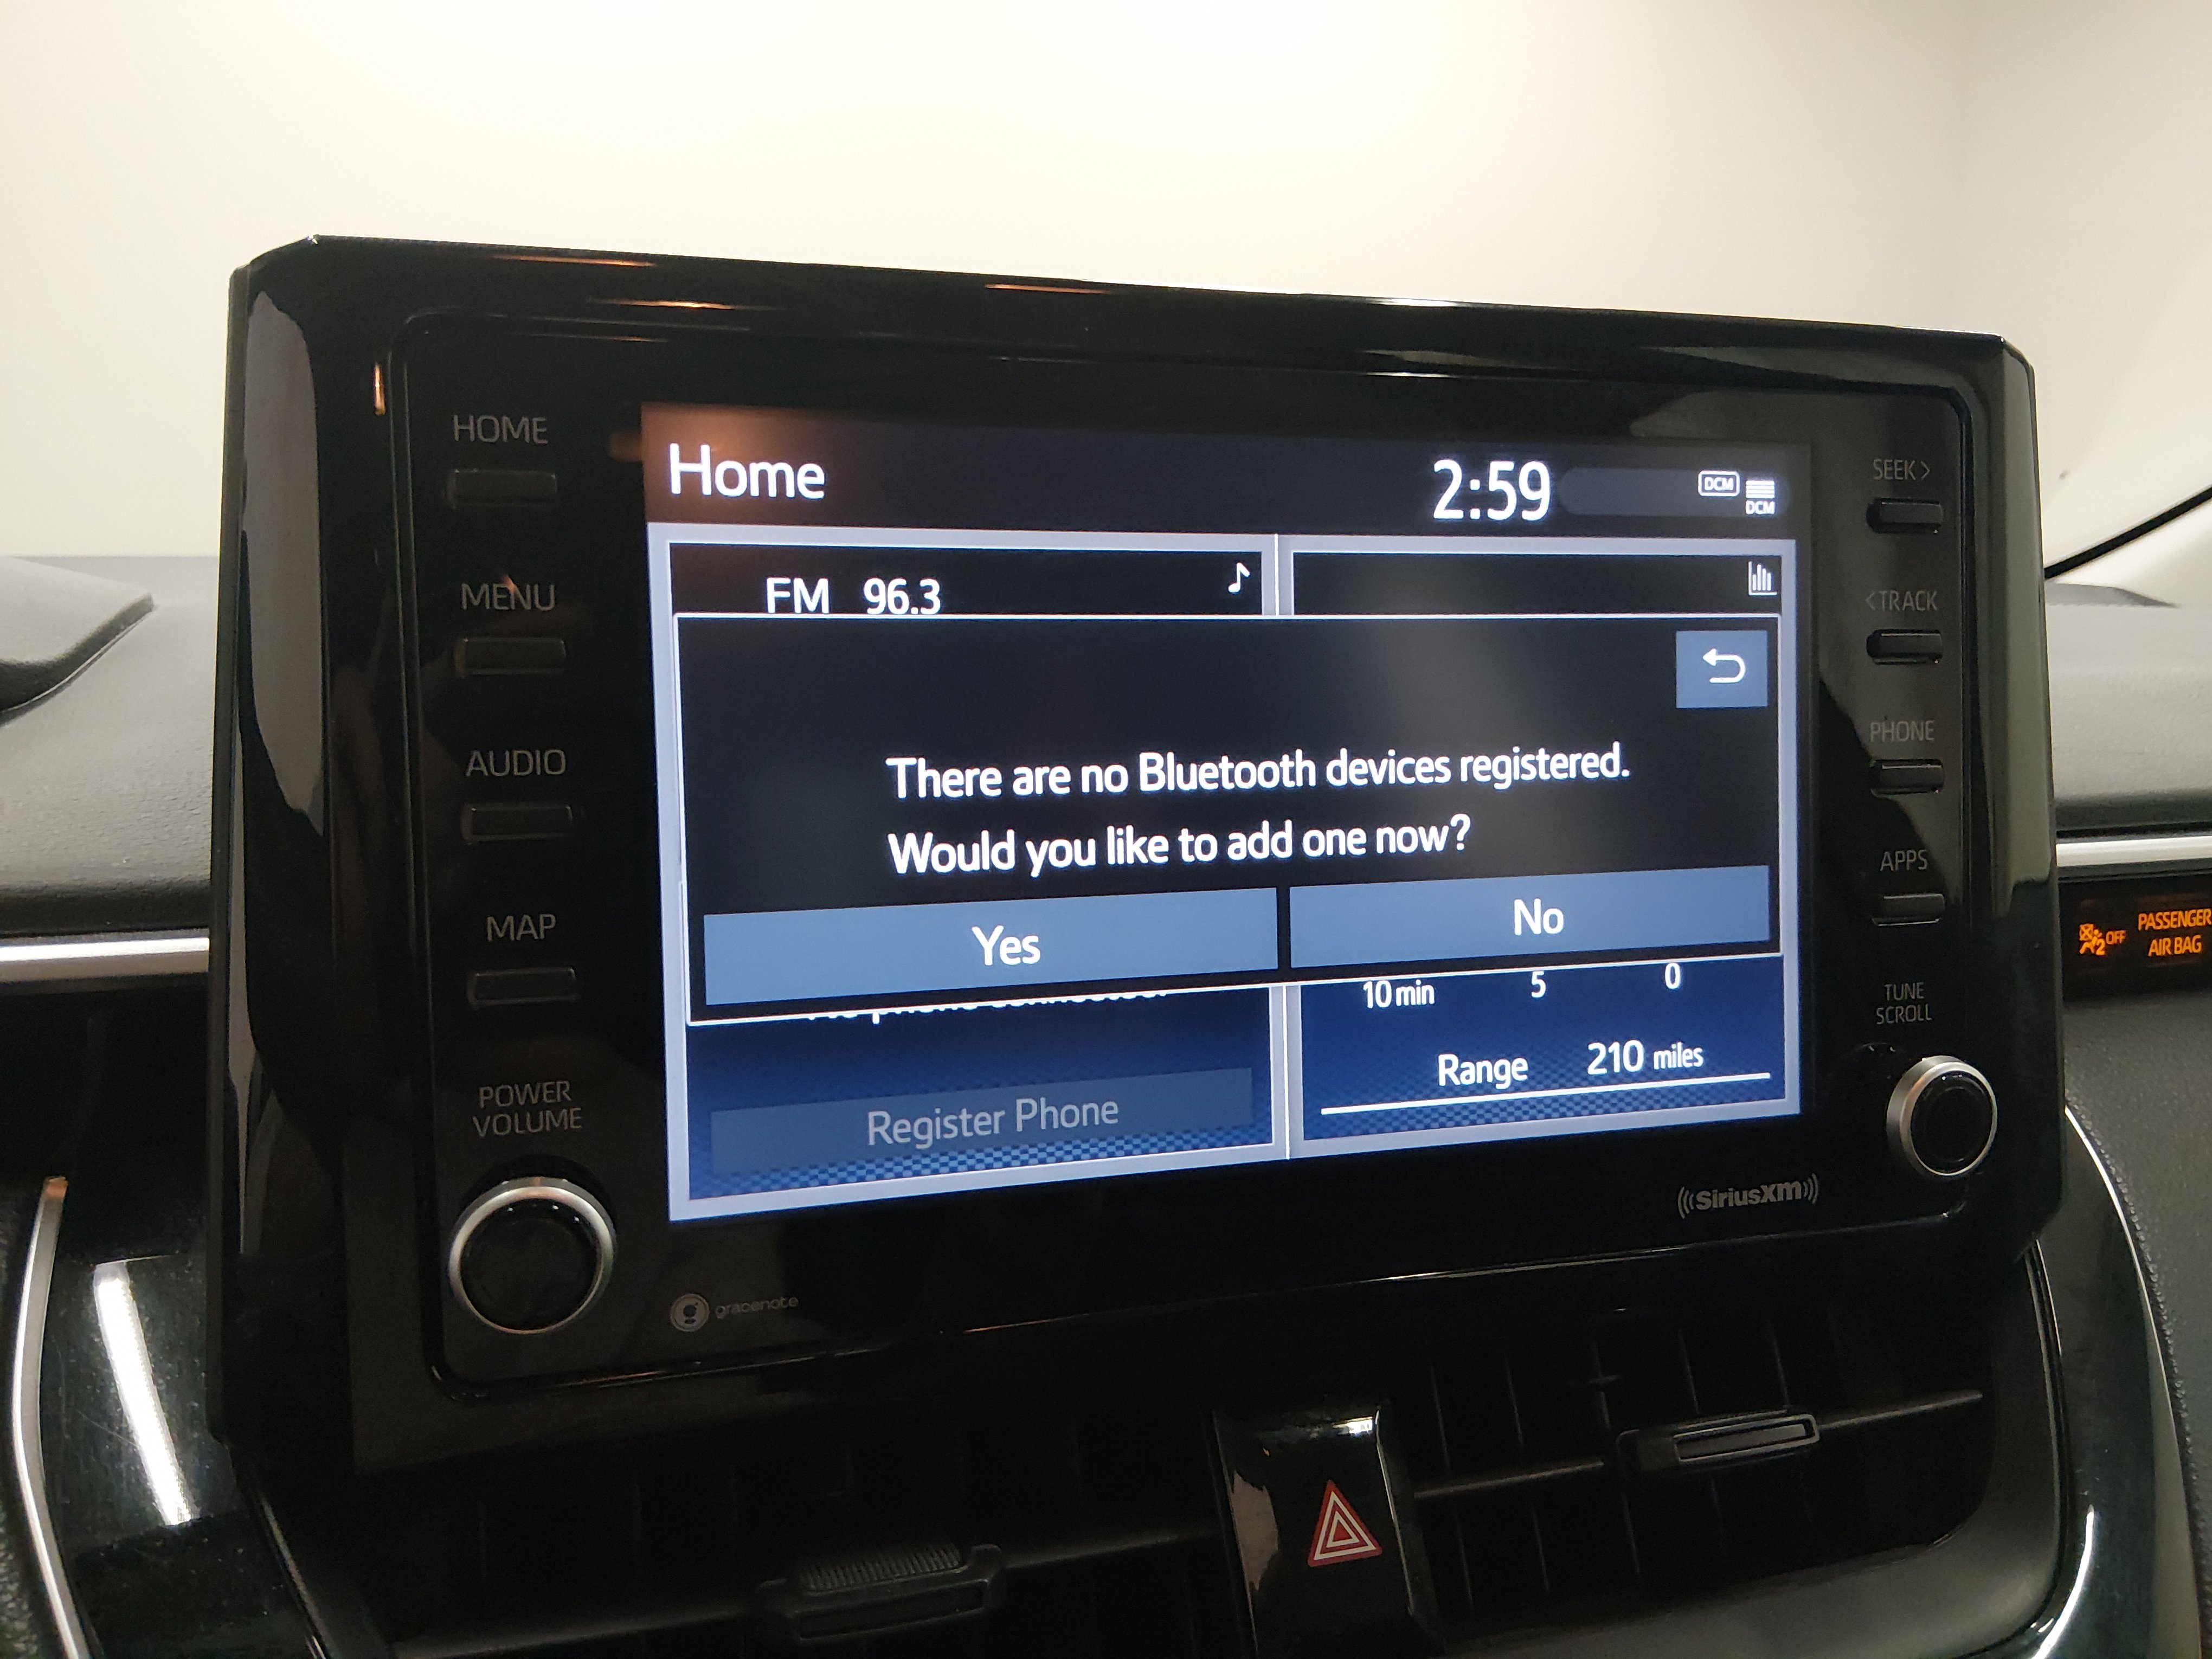 HOME
MENU
AUDIO
MAP
POWER
VOLUME
Home
2:59
DCM
DCM
FM 96.3
There are no Bluetooth devices registered.
Would you like to add one now?
Yes
No
10 min 5 0
Range 210 miles
Register Phone
SEEK >
< TRACK
PHONE
APPS
TUNE
SCROLL
SiriusXM
gracenote
OFF
2
PASSENGER
AIR BAG